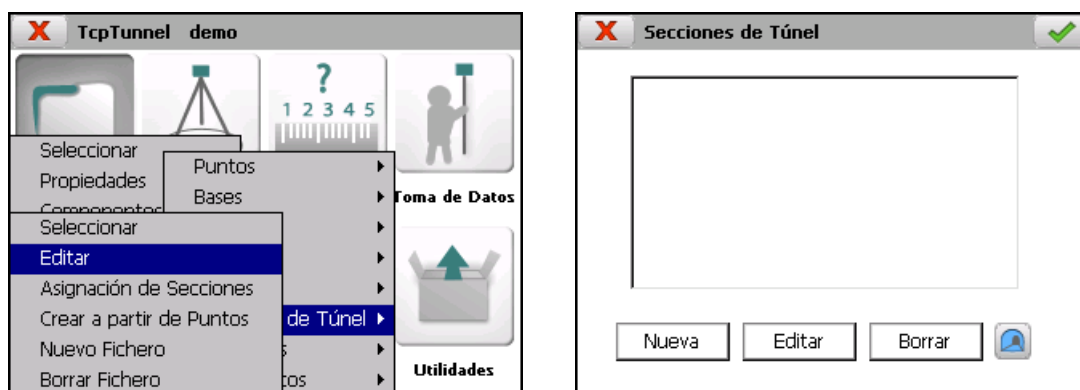 TcpTunnel demo
?
1 2 3 4 5
Seleccionar
Propiedades
Componentos
Puntos
Bases
Toma de Datos
Seleccionar
Editar
Asignación de Secciones
Crear a partir de Puntos
Nuevo Fichero
Borrar Fichero
de Túnel
Utilidades
Secciones de Túnel
Nueva
Editar
Borrar